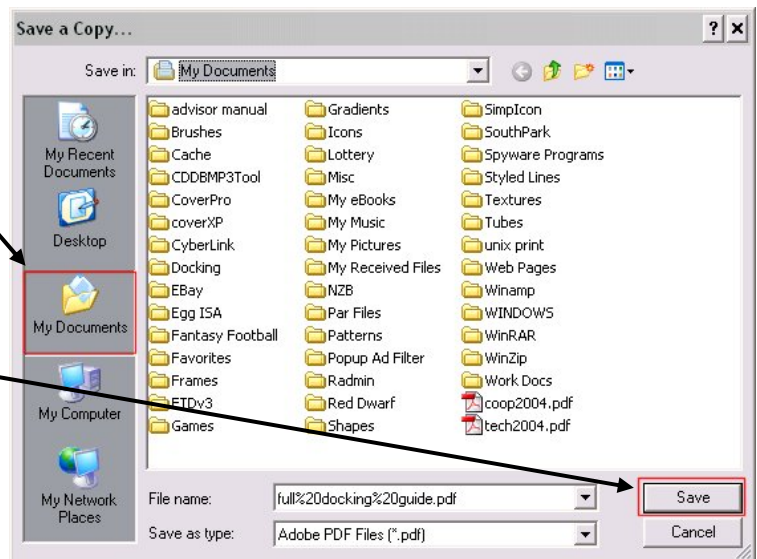 Save a Copy...
? x
Save in: My Documents
My Recent Documents
Desktop
My Documents
My Computer
My Network Places
advisor manual
Brushes
Cache
CDDBMP3Tool
CoverPro
coverXP
CyberLink
Docking
EBay
Egg ISA
Fantasy Football
Favorites
Frames
FTDv3
Games
Gradients
Icons
Lottery
Misc
My eBooks
My Music
My Pictures
My Received Files
NZB
Par Files
Patterns
Popup Ad Filter
Radmin
Red Dwarf
Shapes
SimpIcon
SouthPark
Spyware Programs
Styled Lines
Textures
Tubes
unix print
Web Pages
Winamp
WINDOWS
WinRAR
WinZip
Work Docs
coop2004.pdf
tech2004.pdf
File name: full%20docking%20guide.pdf
Save
Save as type: Adobe PDF Files (*.pdf)
Cancel